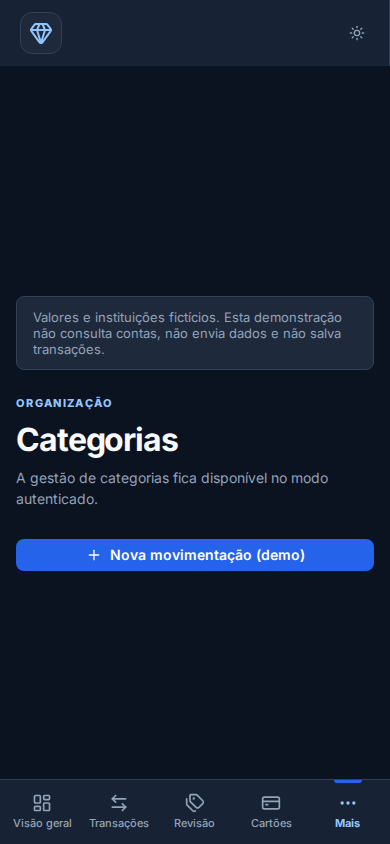 Valores e instituições fictícios. Esta demonstração
não consulta contas, não envia dados e não salva
transações.
ORGANIZAÇÃO
Categorias
A gestão de categorias fica disponível no modo
autenticado.
Nova movimentação (demo)
Visão geral
Transações
Revisão
Cartões
Mais